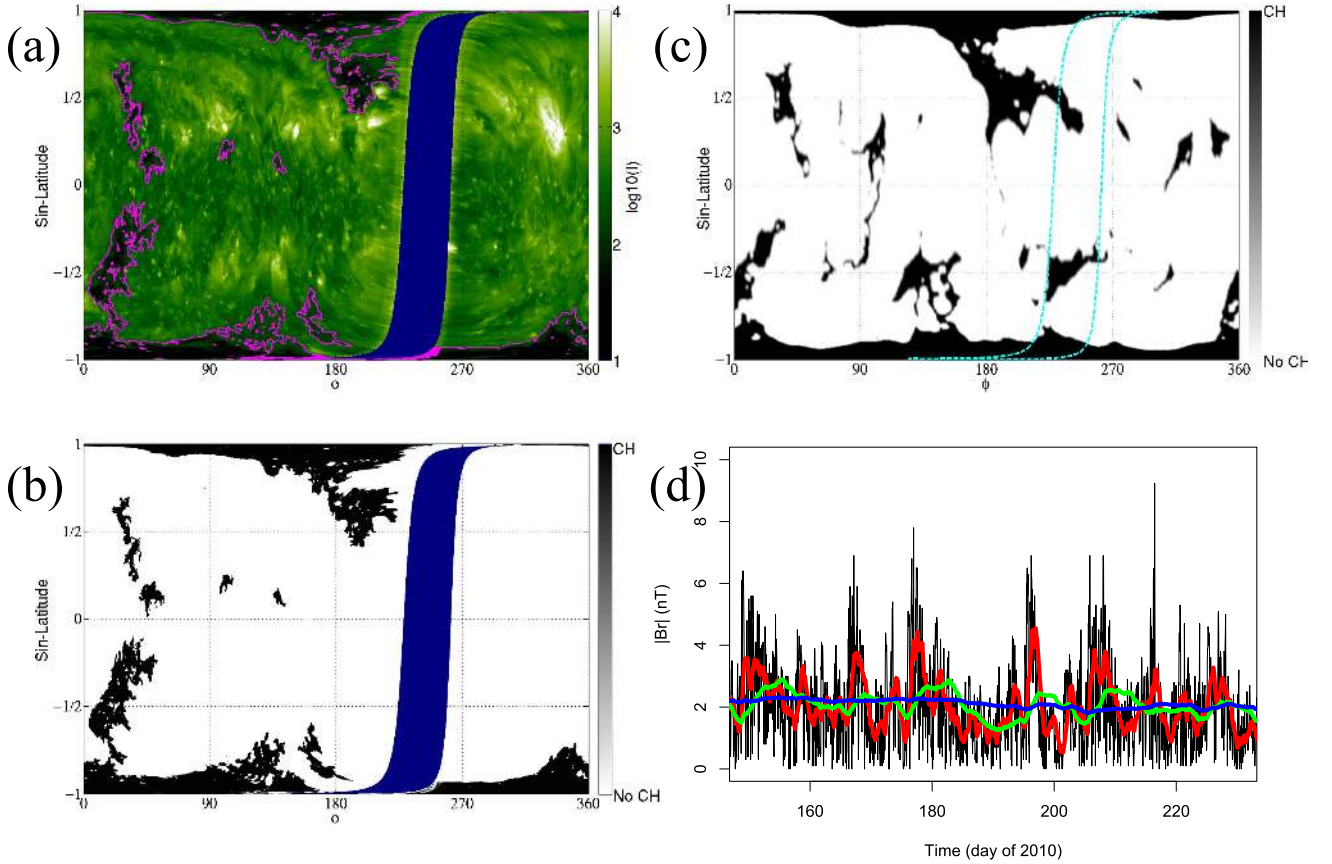 (a)
1
1/2
0
−1/2
−1
Sin-Latitude
0
90
180
270
360
ϕ
4
3
2
1
log10(I)
(c)
1
1/2
0
−1/2
−1
Sin-Latitude
0
90
180
270
360
ϕ
CH
No CH
(b)
1
1/2
0
−1/2
−1
Sin-Latitude
0
90
180
270
360
ϕ
CH
No CH
(d)
10
8
6
4
2
0
|Br| (nT)
160
180
200
220
Time (day of 2010)